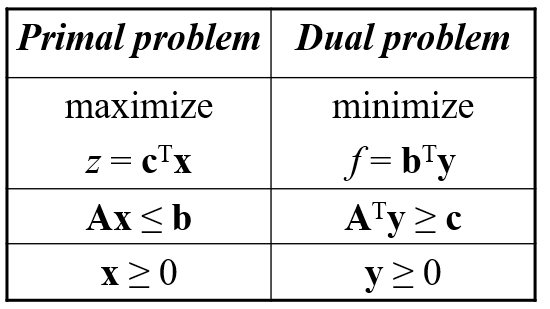 Primal problem Dual problem
maximize minimize
z = cᵀx f = bᵀy
Ax ≤ b Aᵀy ≥ c
x ≥ 0 y ≥ 0